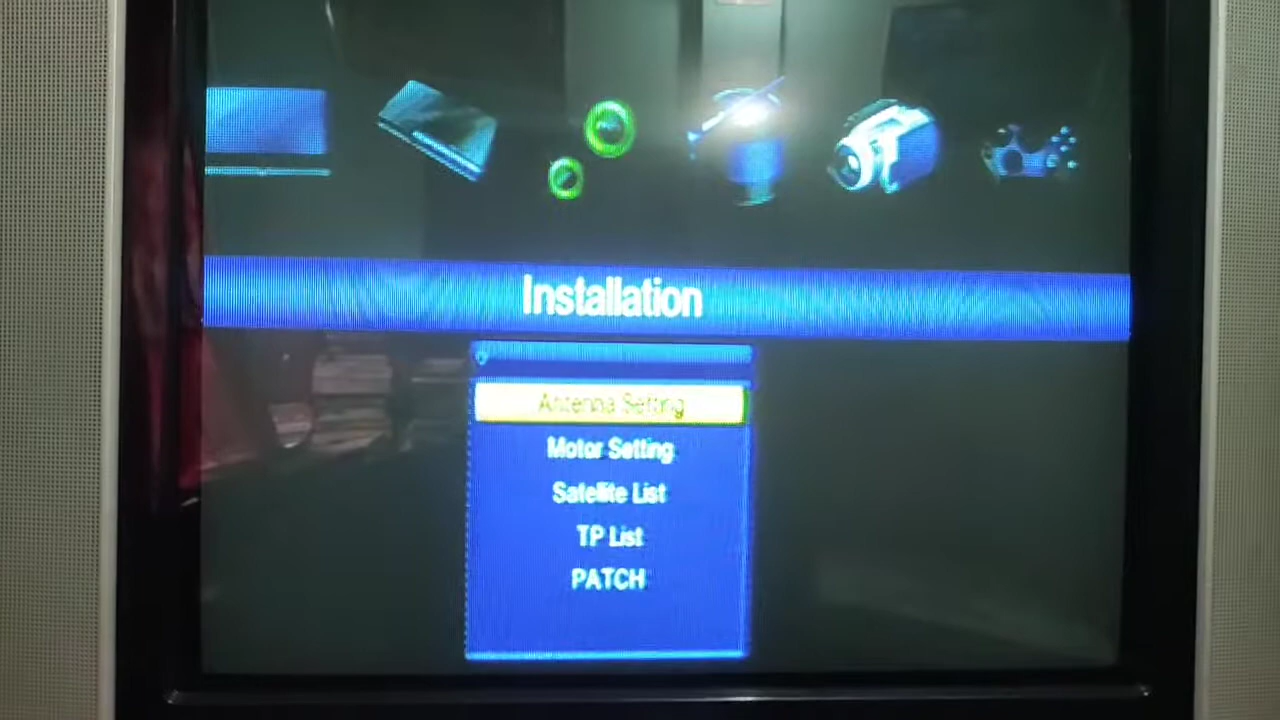 Installation
Antenna Setting
Motor Setting
Satellite List
TP List
PATCH